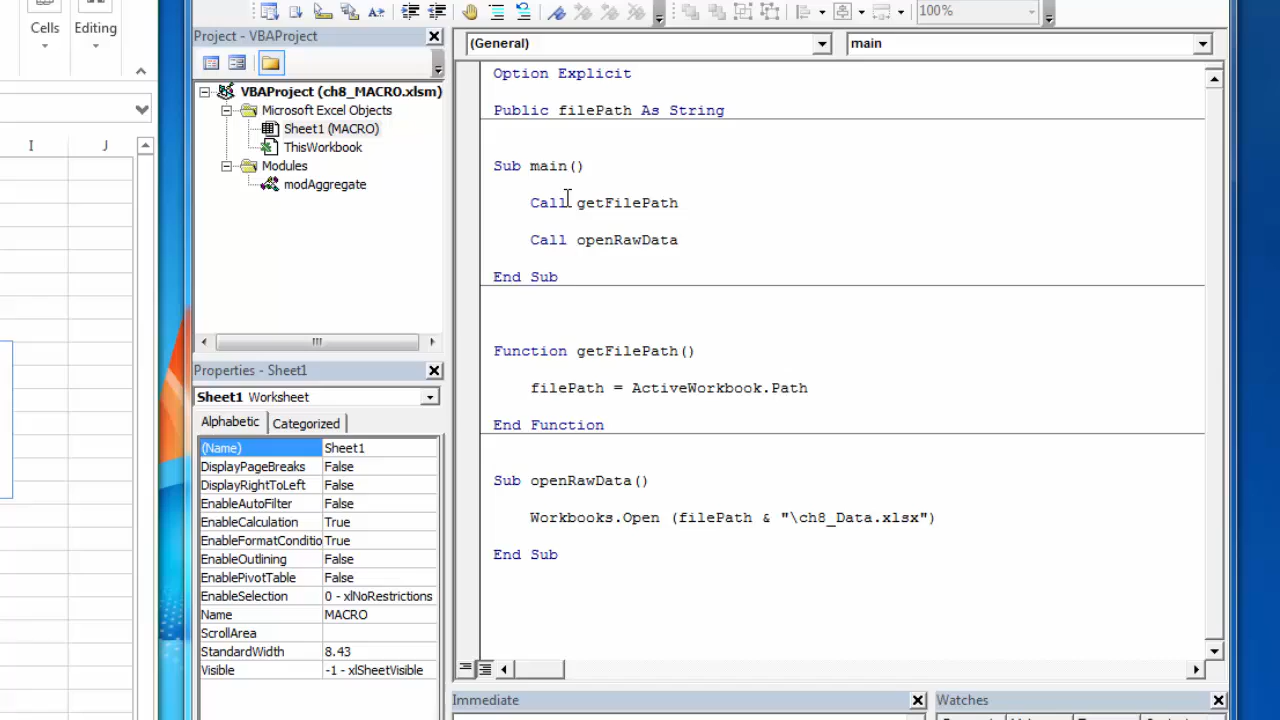 Cells
Editing
100%
Project - VBAProject
(General)
main
VBAProject (ch8_MACRO.xlsm)
Microsoft Excel Objects
Sheet1 (MACRO)
ThisWorkbook
Modules
modAggregate
I
J
Option Explicit
Public filePath As String
Sub main()
Call getFilePath
Call openRawData
End Sub
Function getFilePath()
filePath = ActiveWorkbook.Path
End Function
Sub openRawData()
Workbooks.Open (filePath & "\ch8_Data.xlsx")
End Sub
Properties - Sheet1
Sheet1 Worksheet
Alphabetic
Categorized
(Name) Sheet1
DisplayPageBreaks False
DisplayRightToLeft False
EnableAutoFilter False
EnableCalculation True
EnableFormatConditio True
EnableOutlining False
EnablePivotTable False
EnableSelection 0 - xlNoRestrictions
Name MACRO
ScrollArea
StandardWidth 8.43
Visible -1 - xlSheetVisible
Immediate
Watches